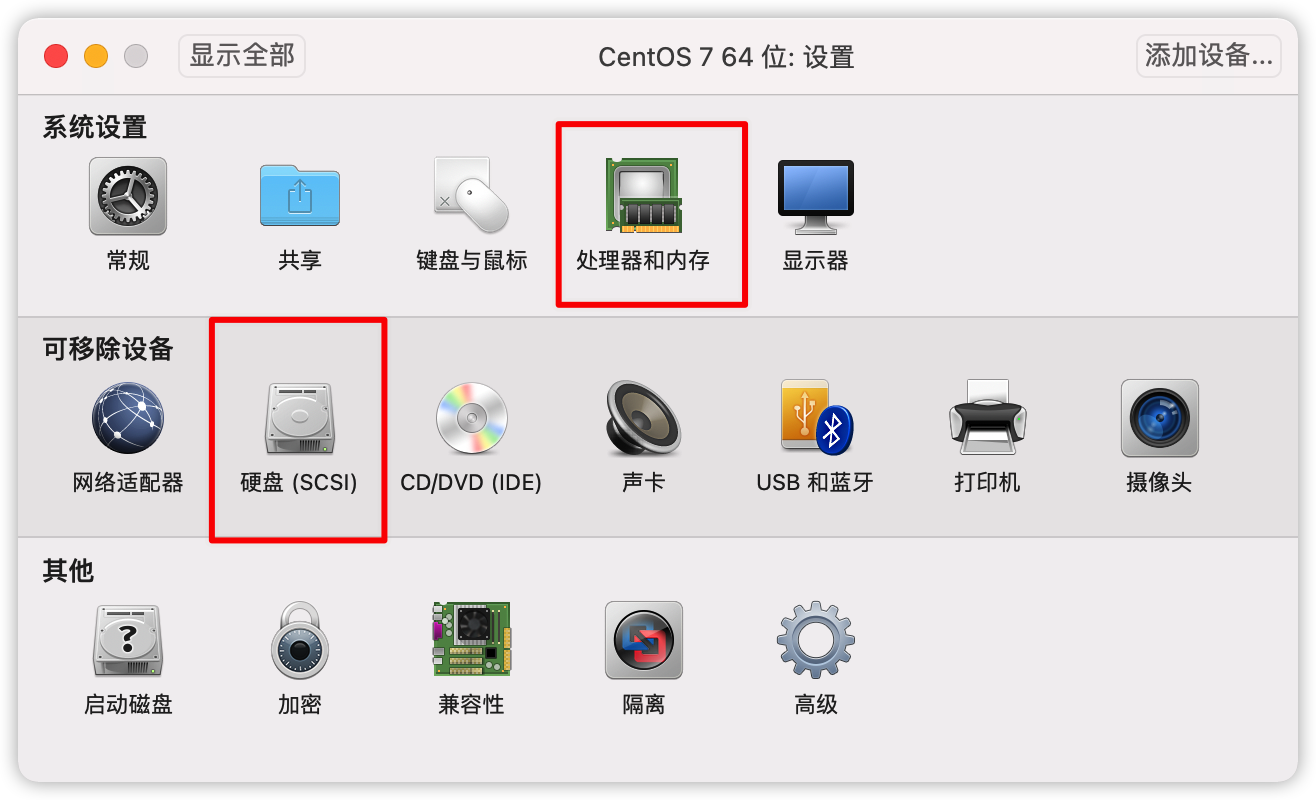 显示全部
CentOS 7 64 位: 设置
添加设备...
系统设置
常规
共享
键盘与鼠标
处理器和内存
显示器
可移除设备
网络适配器
硬盘 (SCSI)
CD/DVD (IDE)
声卡
USB 和蓝牙
打印机
摄像头
其他
?
启动磁盘
加密
兼容性
隔离
高级